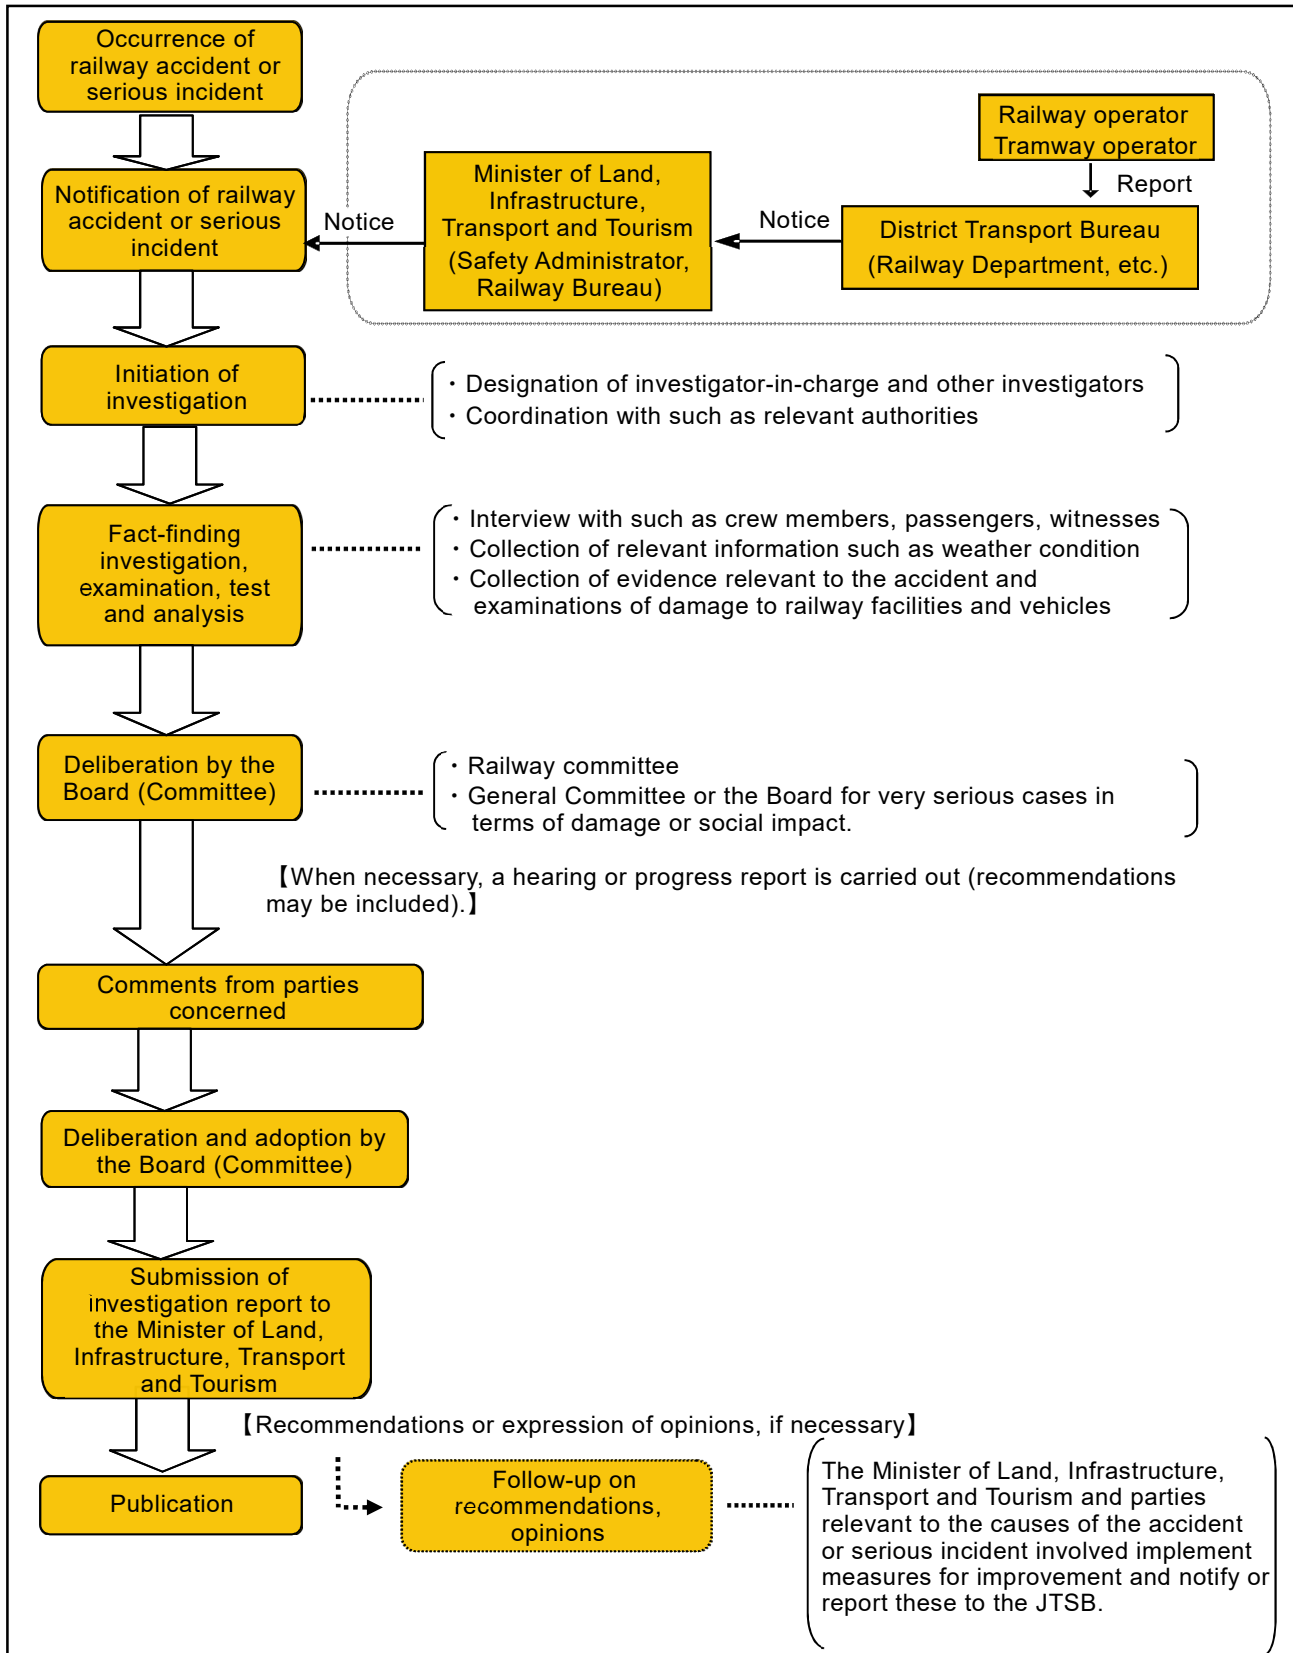 Occurrence of
railway accident or
serious incident
Railway operator
Tramway operator
Report
Notification of railway
accident or serious
incident
Notice
Minister of Land,
Infrastructure,
Transport and Tourism
(Safety Administrator,
Railway Bureau)
Notice
District Transport Bureau
(Railway Department, etc.)
Initiation of
investigation
・Designation of investigator-in-charge and other investigators
・Coordination with such as relevant authorities
Fact-finding
investigation,
examination, test
and analysis
・Interview with such as crew members, passengers, witnesses
・Collection of relevant information such as weather condition
・Collection of evidence relevant to the accident and
examinations of damage to railway facilities and vehicles
Deliberation by the
Board (Committee)
・Railway committee
・General Committee or the Board for very serious cases in
terms of damage or social impact.
【When necessary, a hearing or progress report is carried out (recommendations
may be included).】
Comments from parties
concerned
Deliberation and adoption by
the Board (Committee)
Submission of
investigation report to
the Minister of Land,
Infrastructure, Transport
and Tourism
【Recommendations or expression of opinions, if necessary】
Publication
Follow-up on
recommendations,
opinions
The Minister of Land, Infrastructure,
Transport and Tourism and parties
relevant to the causes of the accident
or serious incident involved implement
measures for improvement and notify or
report these to the JTSB.